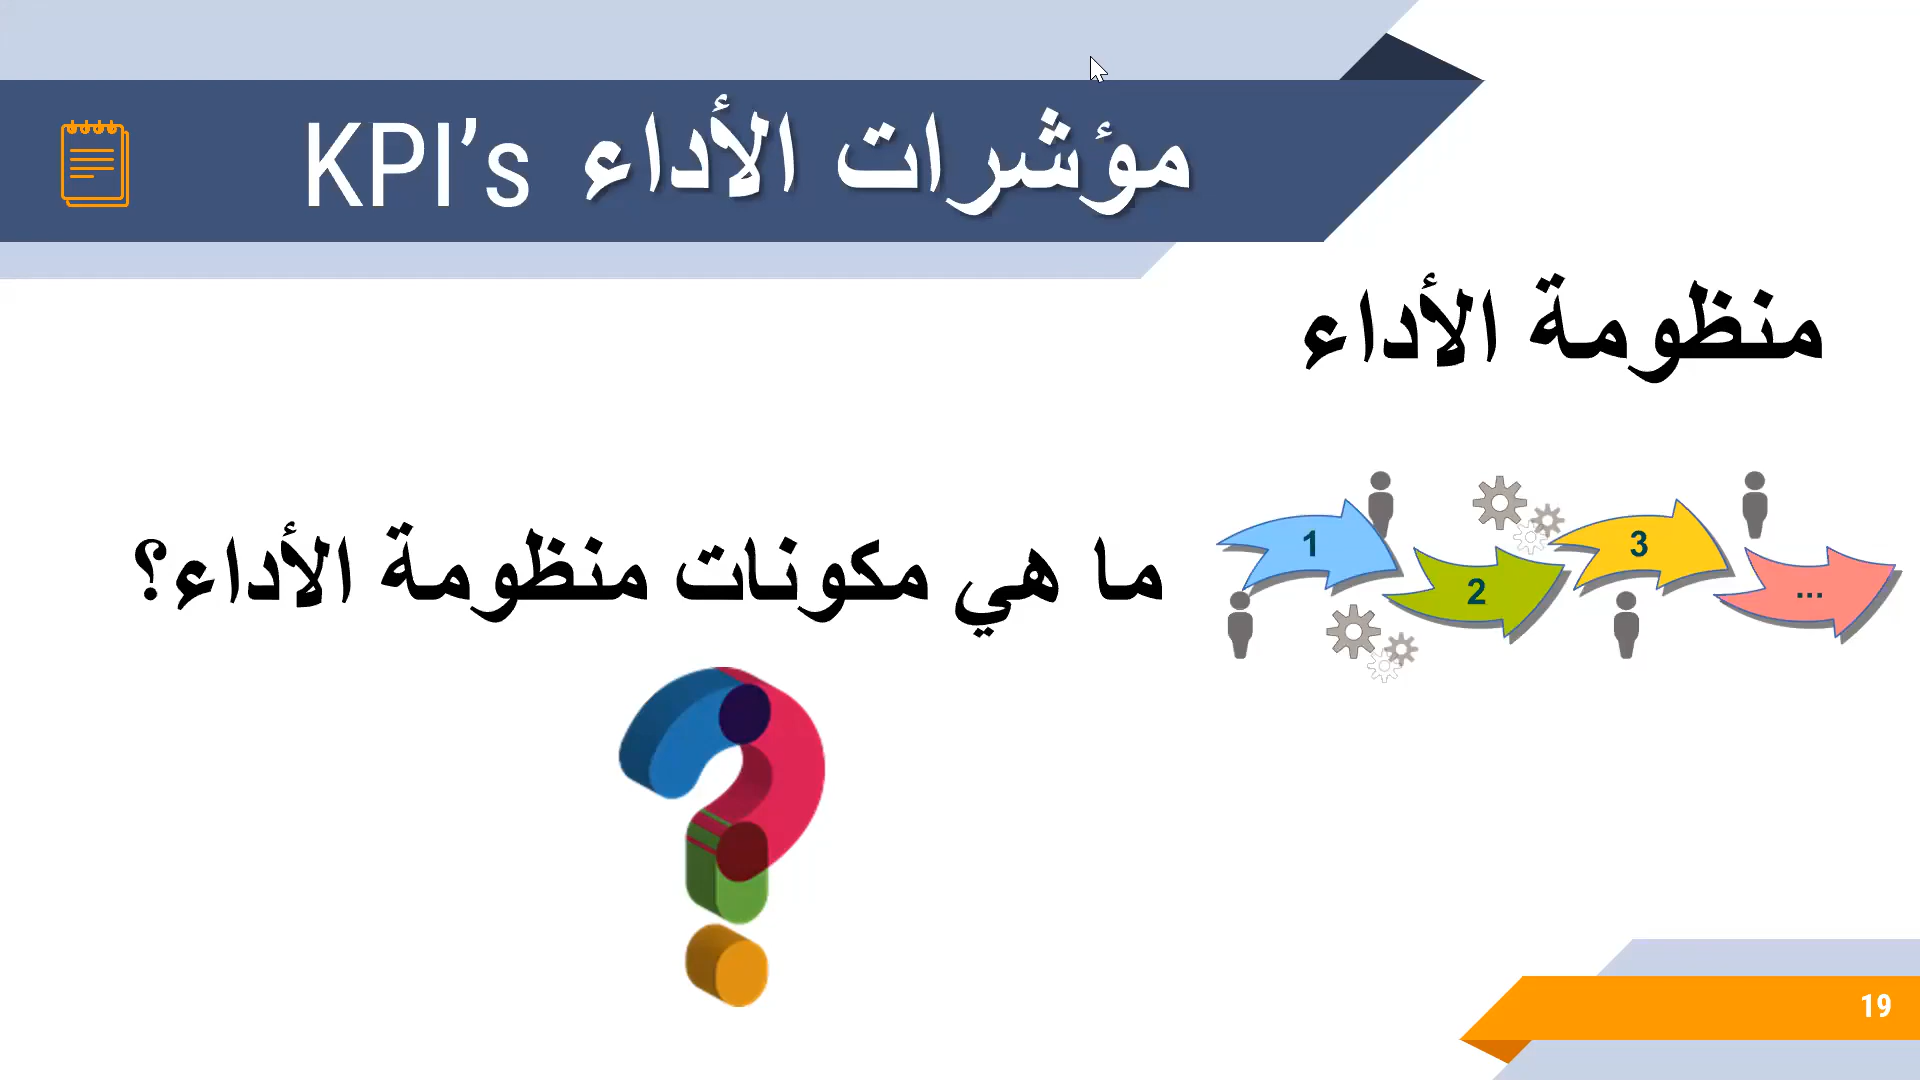 مؤشرات الأداء KPI’s
منظومة الأداء
1
2
3
...
ما هي مكونات منظومة الأداء؟
19